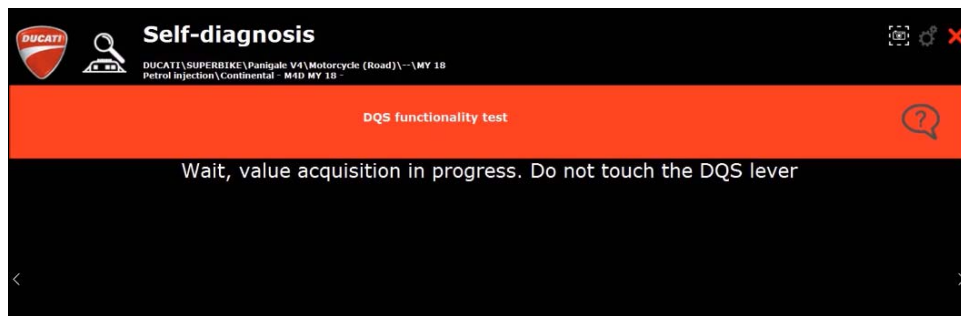 DUCATI
Self-diagnosis
DUCATI\SUPERBIKE\Panigale V4\Motorcycle (Road)\--\MY 18
Petrol injection\Continental - M4D MY 18 -
DQS functionality test
?
Wait, value acquisition in progress. Do not touch the DQS lever